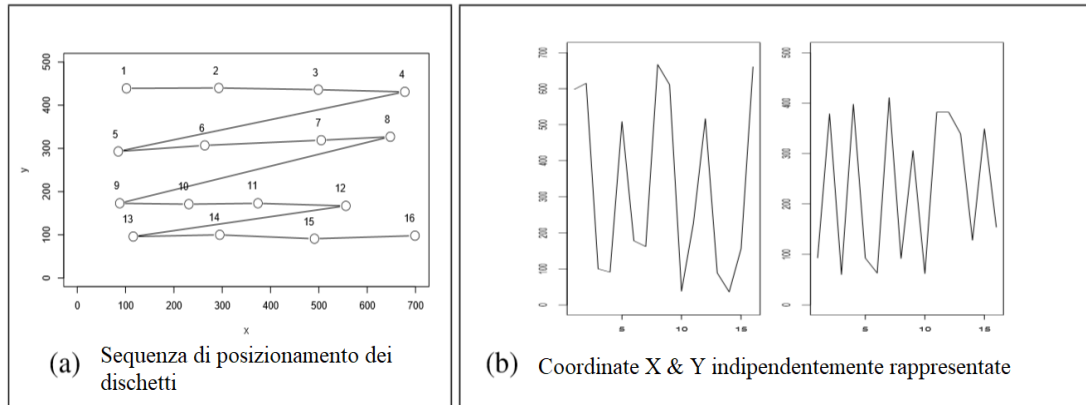 500
400
300
200
100
0
y
1 2 3 4
5 6 7 8
9 10 11 12
13 14 15 16
0 100 200 300 400 500 600 700
x
(a) Sequenza di posizionamento dei
dischetti
700
600
500
400
300
200
100
0
5 10 15
500
400
300
200
100
0
5 10 15
(b) Coordinate X & Y indipendentemente rappresentate